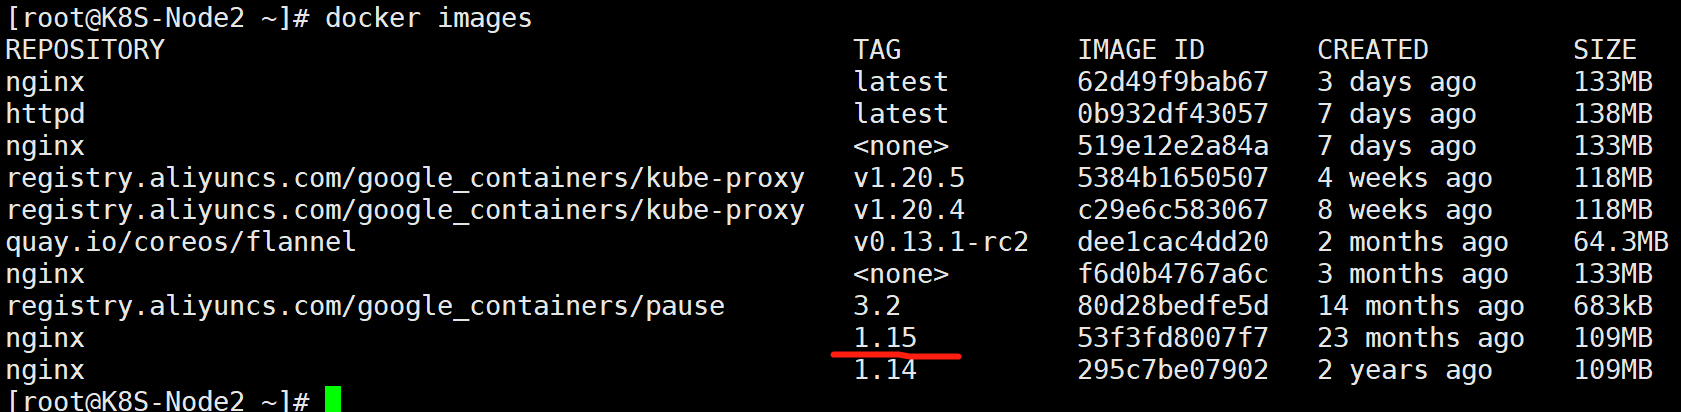 [root@K8S-Node2 ~]# docker images
REPOSITORY TAG IMAGE ID CREATED SIZE
nginx latest 62d49f9bab67 3 days ago 133MB
httpd latest 0b932df43057 7 days ago 138MB
nginx <none> 519e12e2a84a 7 days ago 133MB
registry.aliyuncs.com/google_containers/kube-proxy v1.20.5 5384b1650507 4 weeks ago 118MB
registry.aliyuncs.com/google_containers/kube-proxy v1.20.4 c29e6c583067 8 weeks ago 118MB
quay.io/coreos/flannel v0.13.1-rc2 dee1cac4dd20 2 months ago 64.3MB
nginx <none> f6d0b4767a6c 3 months ago 133MB
registry.aliyuncs.com/google_containers/pause 3.2 80d28bedfe5d 14 months ago 683kB
nginx 1.15 53f3fd8007f7 23 months ago 109MB
nginx 1.14 295c7be07902 2 years ago 109MB
[root@K8S-Node2 ~]#